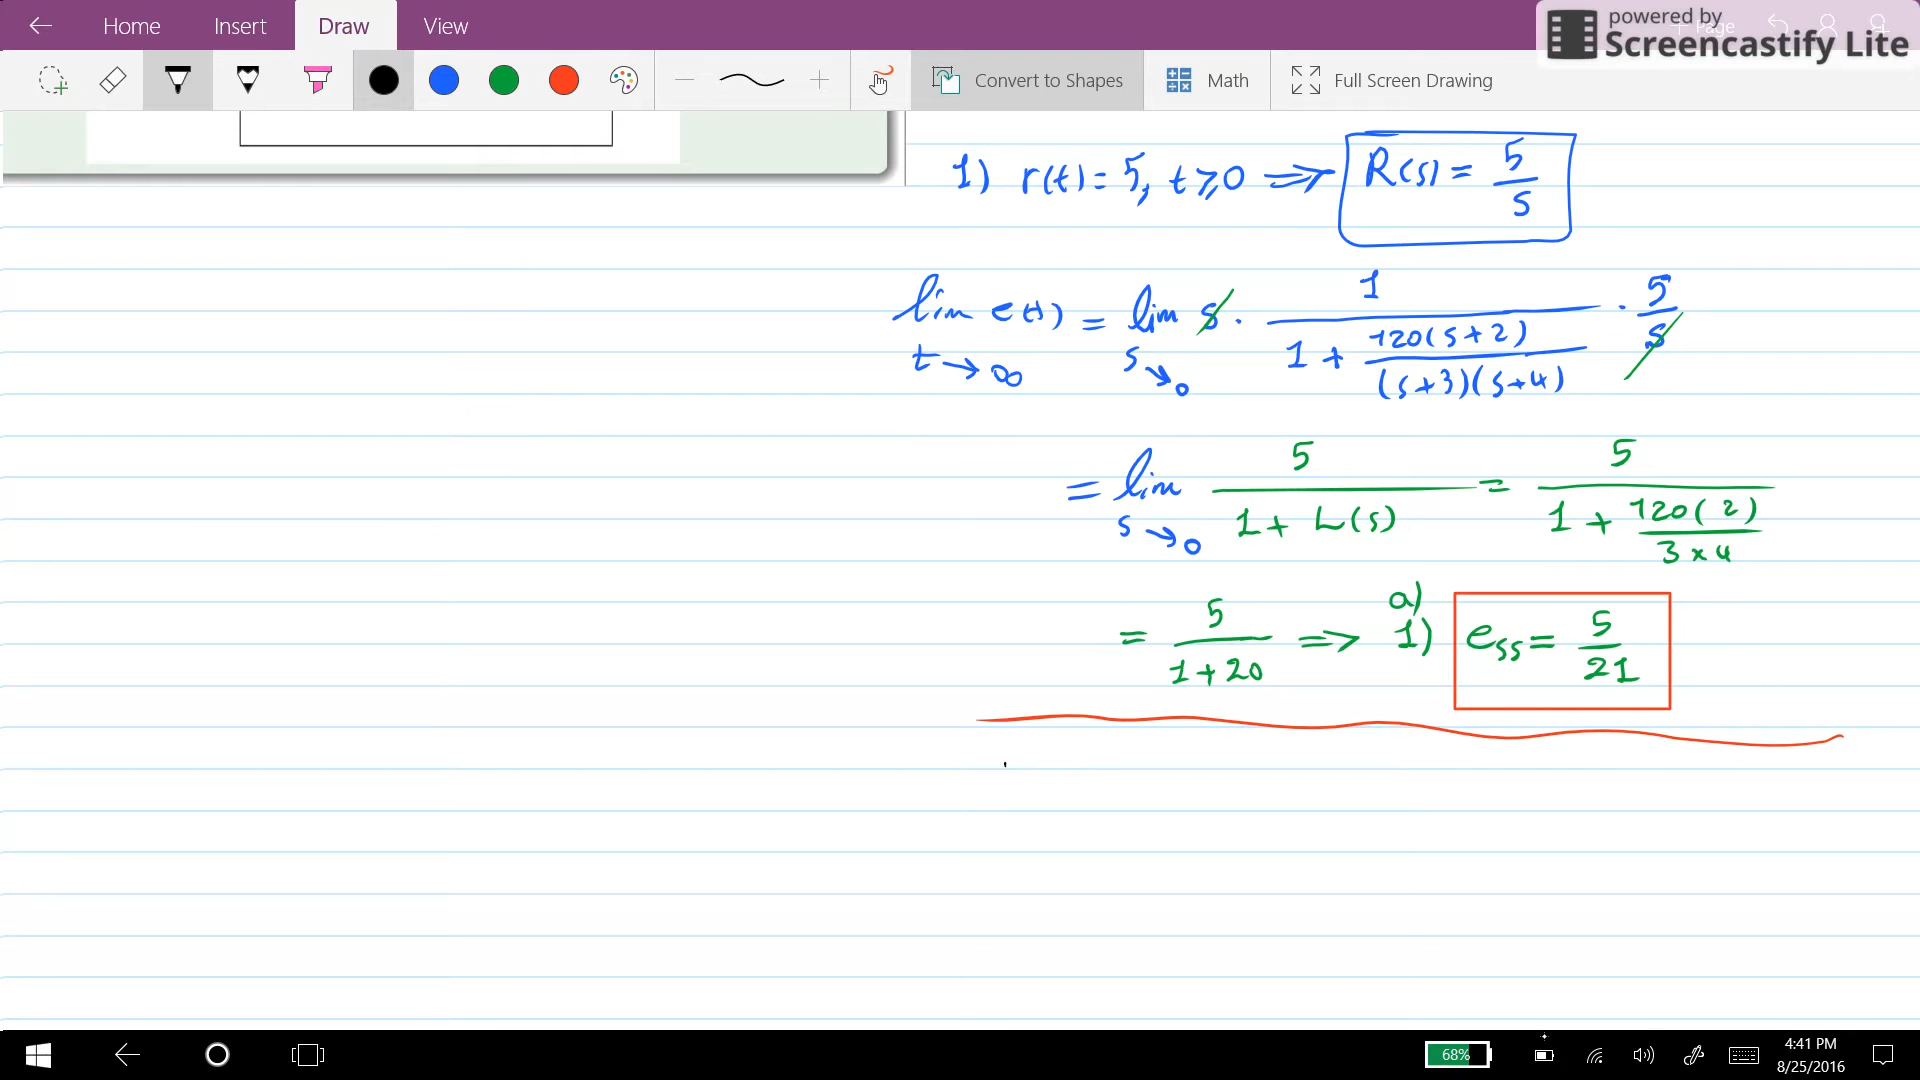 Home Insert Draw View
powered by
Screencastify Lite
Page
Convert to Shapes Math Full Screen Drawing
1) r(t) = 5, t ≥ 0 ⇒ R(s) = 5/s
lim t→∞ e(t) = lim s→0 s · 1/(1 + 120(s+2)/((s+3)(s+4))) · 5/s
= lim s→0 5/(1 + L(s)) = 5/(1 + 120(2)/(3×4))
= 5/(1+20) ⇒ a) 1) ess = 5/21
68%
4:41 PM
8/25/2016